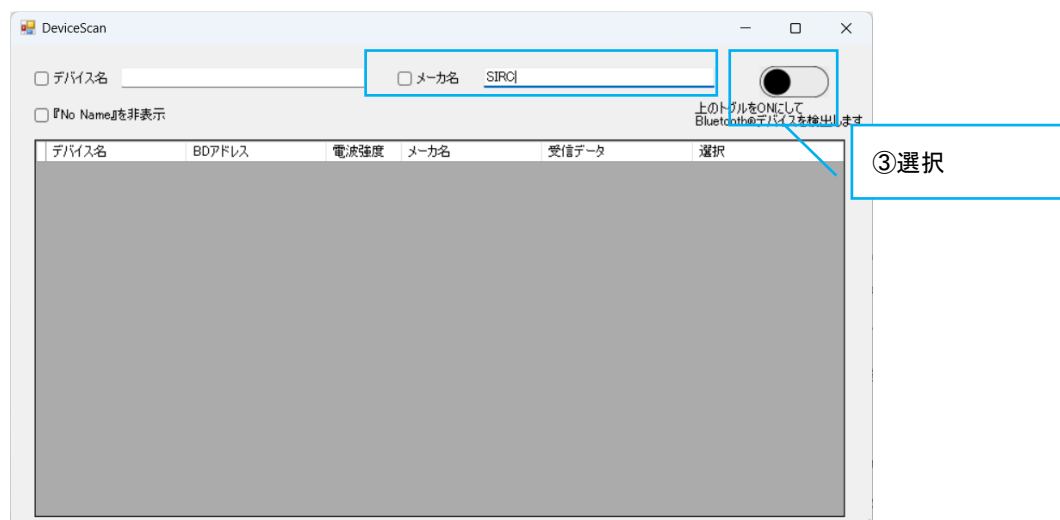 DeviceScan
デバイス名
メーカ名 SIRC
『No Name』を非表示
上のトグルをONにして
Bluetoothのデバイスを検出します
③選択
デバイス名 BDアドレス 電波強度 メーカ名 受信データ 選択